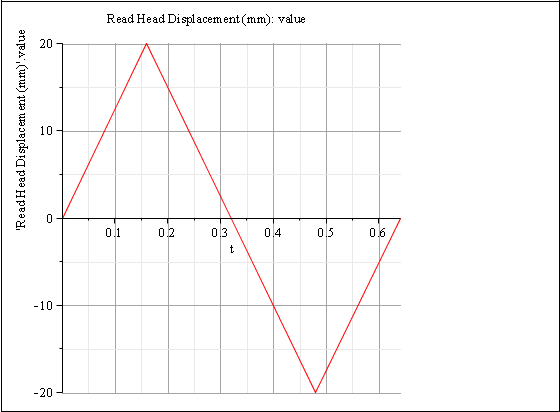 Read Head Displacement (mm): value
'Read Head Displacement (mm)'.value
20
10
0
-10
-20
0.1 0.2 0.3 0.4 0.5 0.6
t